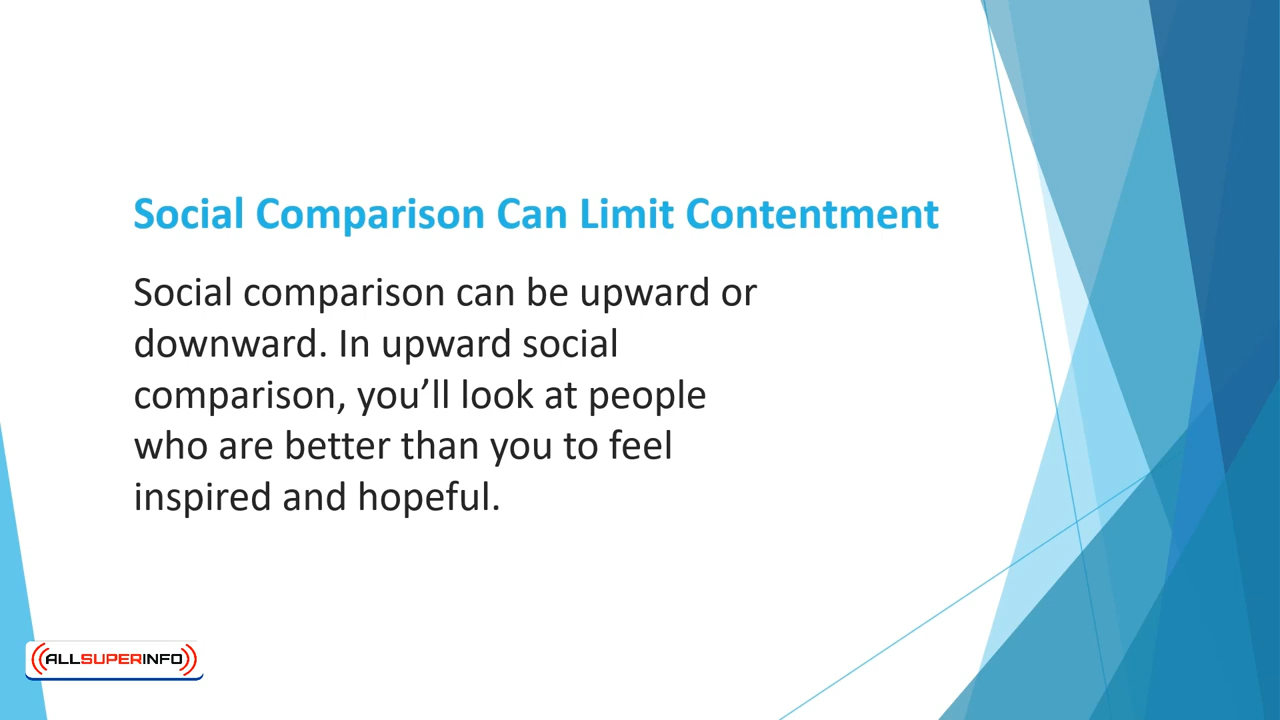 Social Comparison Can Limit Contentment
Social comparison can be upward or
downward. In upward social
comparison, you’ll look at people
who are better than you to feel
inspired and hopeful.
ALLSUPERINFO